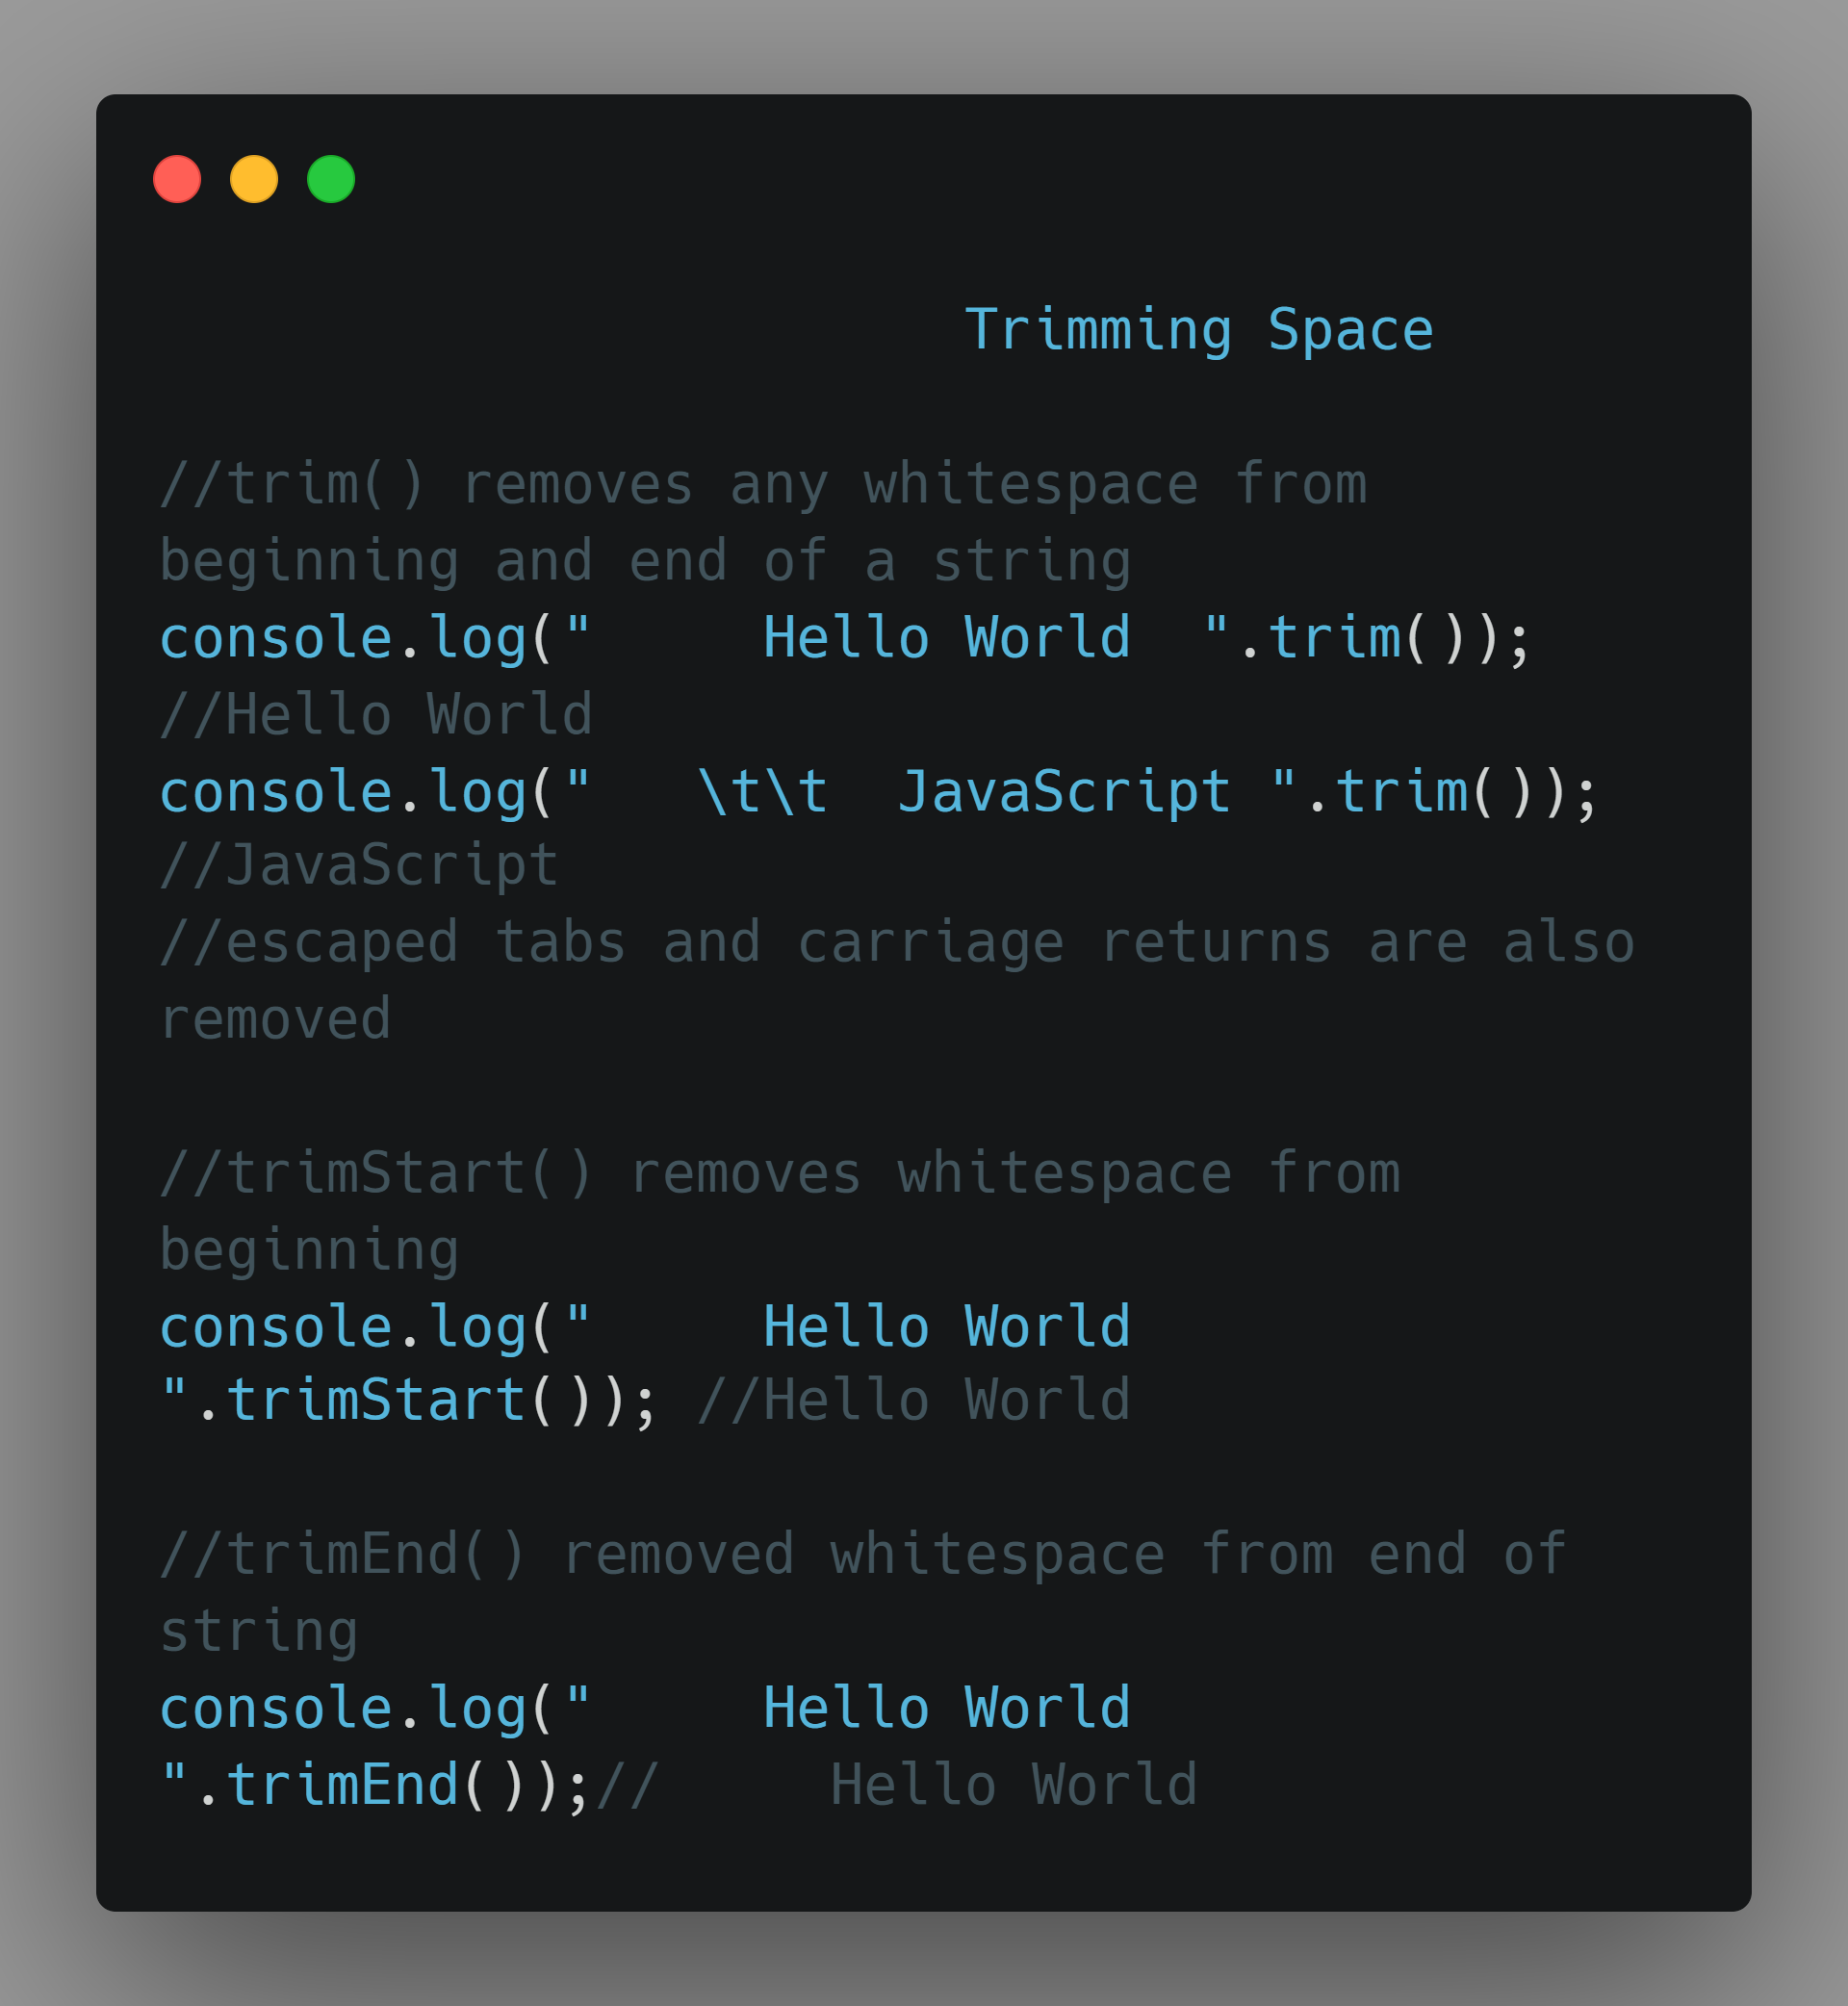 Trimming Space
//trim() removes any whitespace from
beginning and end of a string
console.log("     Hello World  ".trim());
//Hello World
console.log("   \t\t  JavaScript ".trim());
//JavaScript
//escaped tabs and carriage returns are also
removed
//trimStart() removes whitespace from
beginning
console.log("     Hello World
".trimStart()); //Hello World
//trimEnd() removed whitespace from end of
string
console.log("     Hello World
".trimEnd());//     Hello World